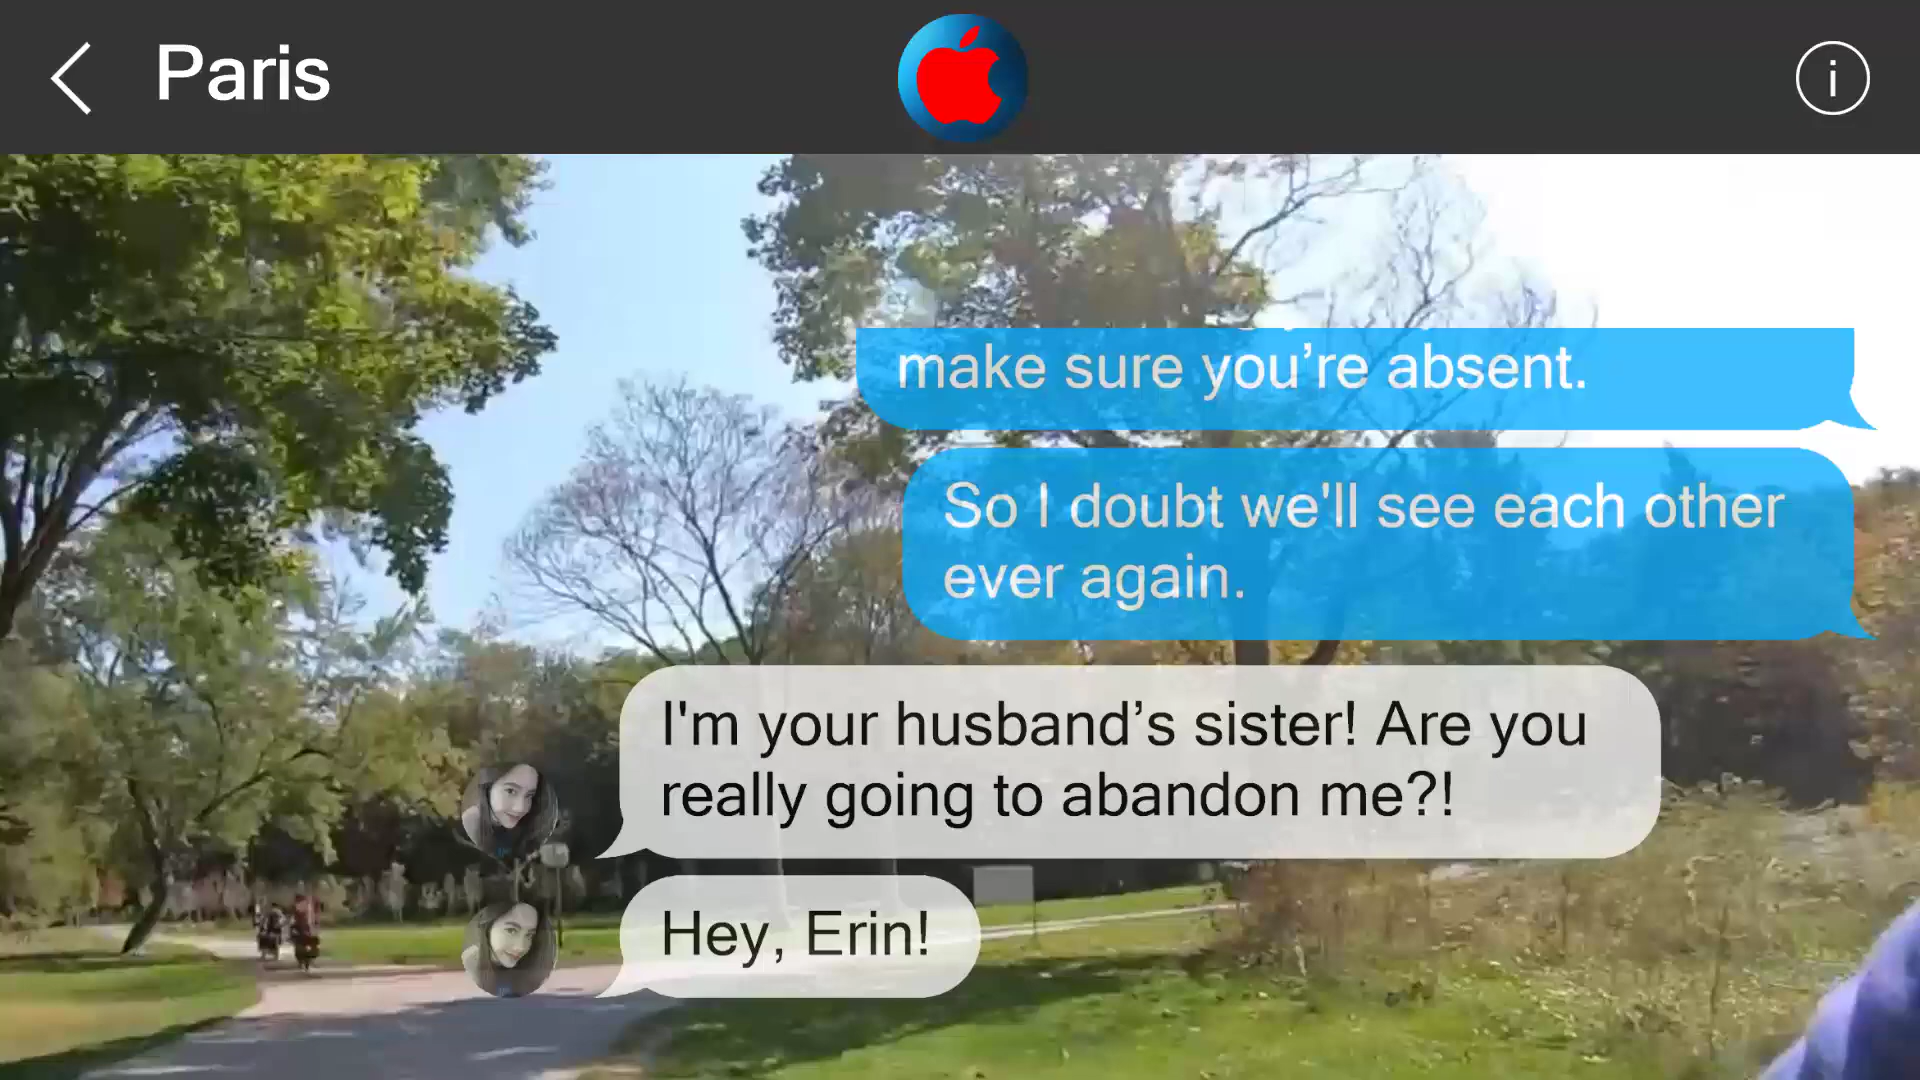 Paris
i
make sure you’re absent.
So I doubt we'll see each other
ever again.
I'm your husband’s sister! Are you
really going to abandon me?!
Hey, Erin!